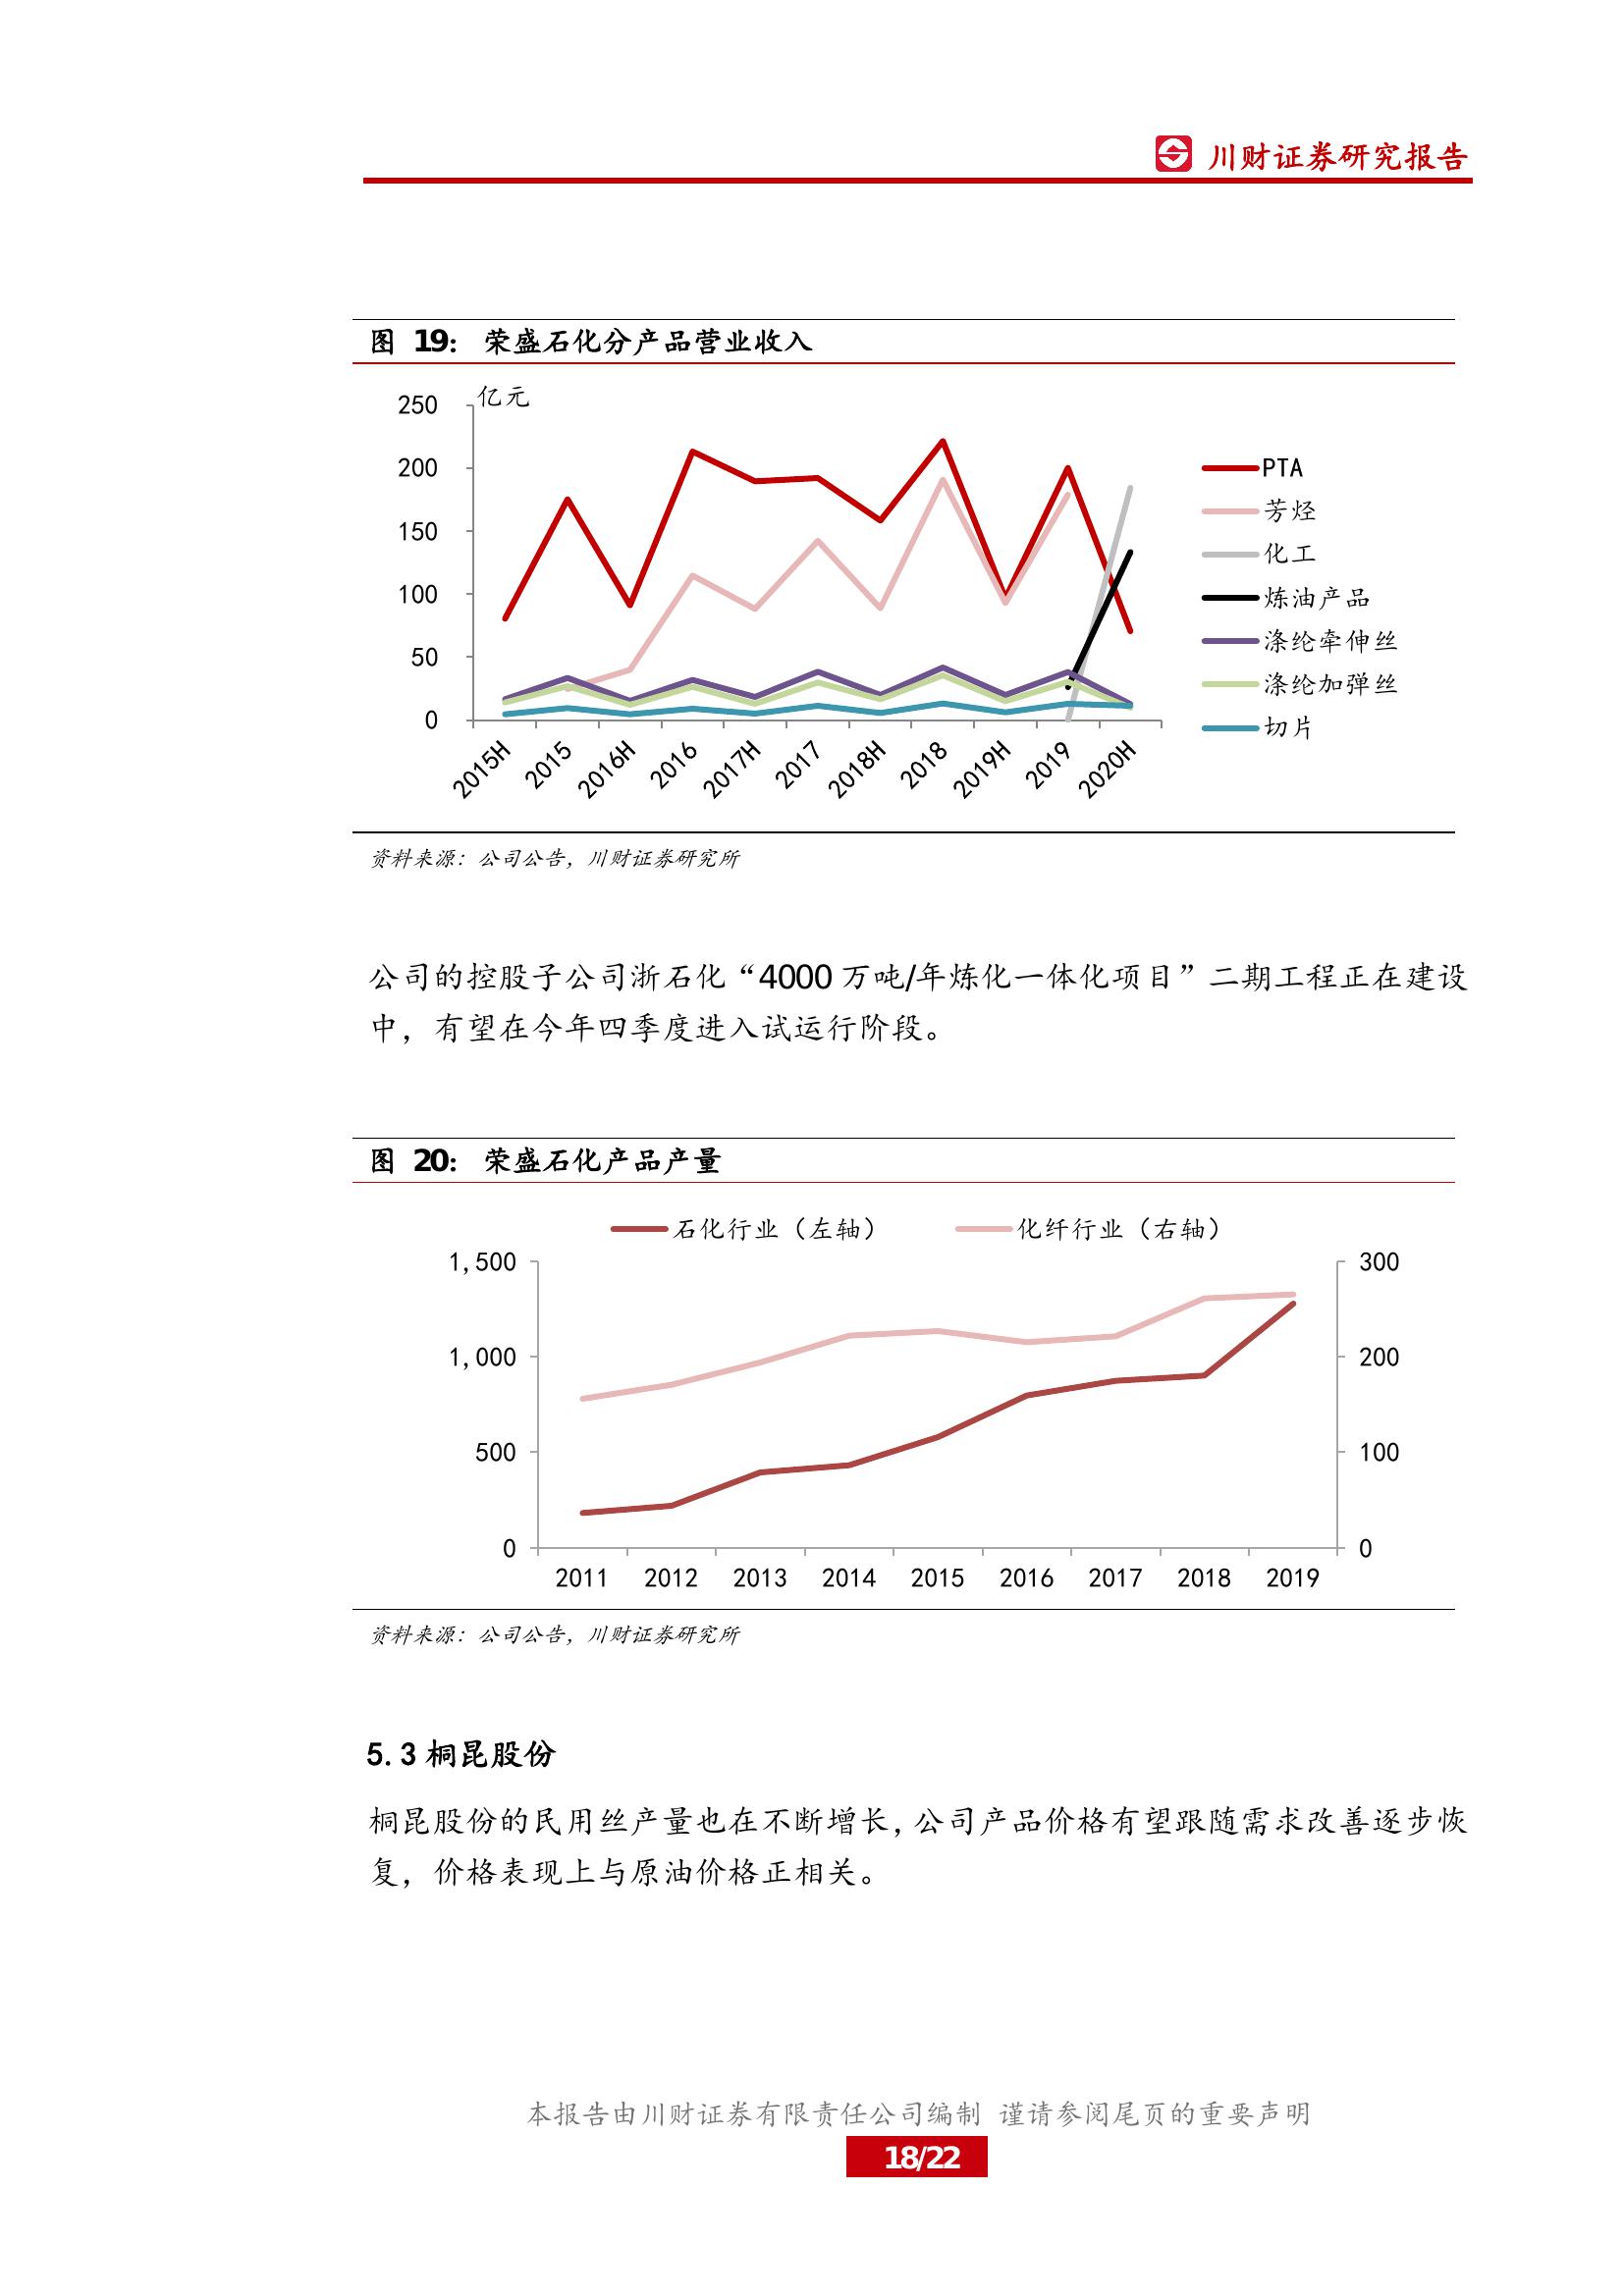 川财证券研究报告
图 19： 荣盛石化分产品营业收入
亿元
250
200
150
100
50
0
2015H 2015 2016H 2016 2017H 2017 2018H 2018 2019H 2019 2020H
PTA
芳烃
化工
炼油产品
涤纶牵伸丝
涤纶加弹丝
切片
资料来源：公司公告，川财证券研究所
公司的控股子公司浙石化“4000 万吨/年炼化一体化项目”二期工程正在建设
中，有望在今年四季度进入试运行阶段。
图 20： 荣盛石化产品产量
石化行业（左轴） 化纤行业（右轴）
1,500 300
1,000 200
500 100
0 0
2011 2012 2013 2014 2015 2016 2017 2018 2019
资料来源：公司公告，川财证券研究所
5.3 桐昆股份
桐昆股份的民用丝产量也在不断增长，公司产品价格有望跟随需求改善逐步恢
复，价格表现上与原油价格正相关。
本报告由川财证券有限责任公司编制 谨请参阅尾页的重要声明
18/22